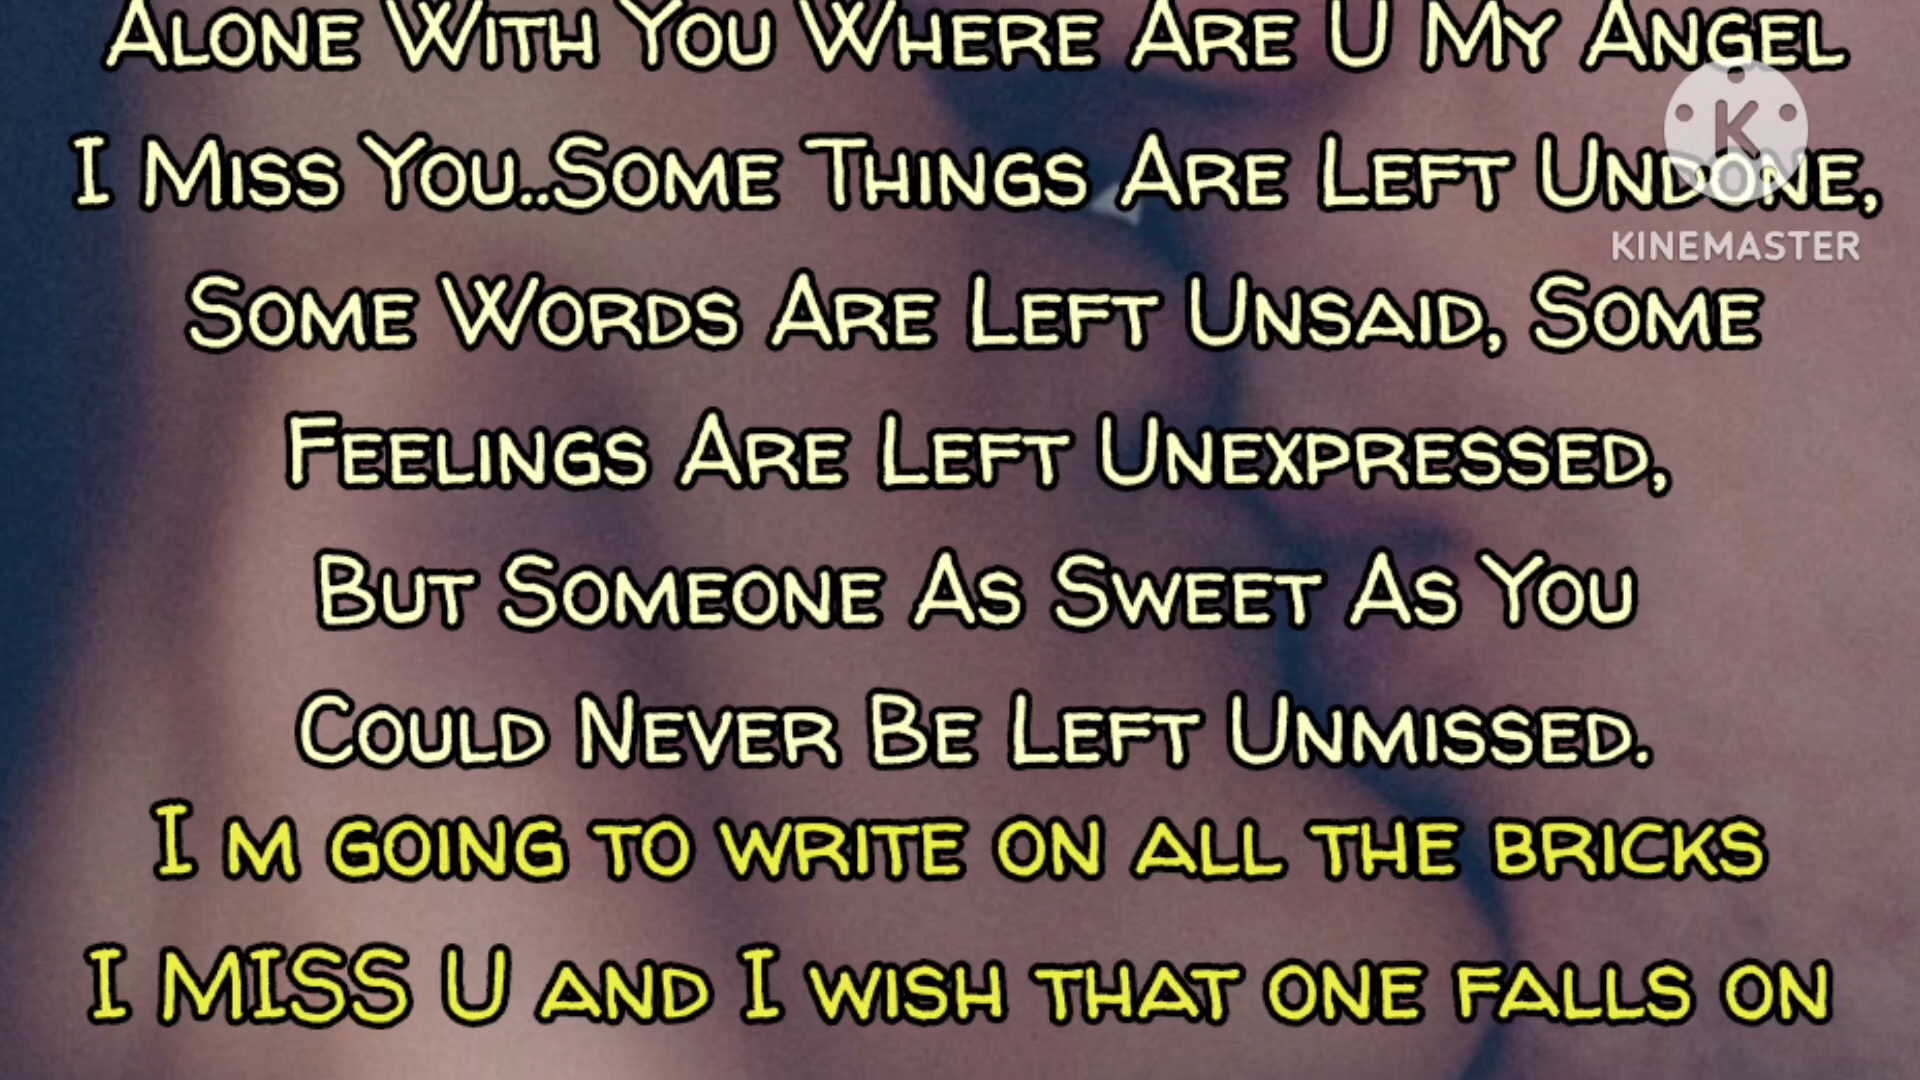 Alone With You Where Are U My Angel
I Miss You..Some Things Are Left Undone,
KINEMASTER
Some Words Are Left Unsaid, Some
Feelings Are Left Unexpressed,
But Someone As Sweet As You
Could Never Be Left Unmissed.
I m going to write on all the bricks
I MISS U and I wish that one falls on